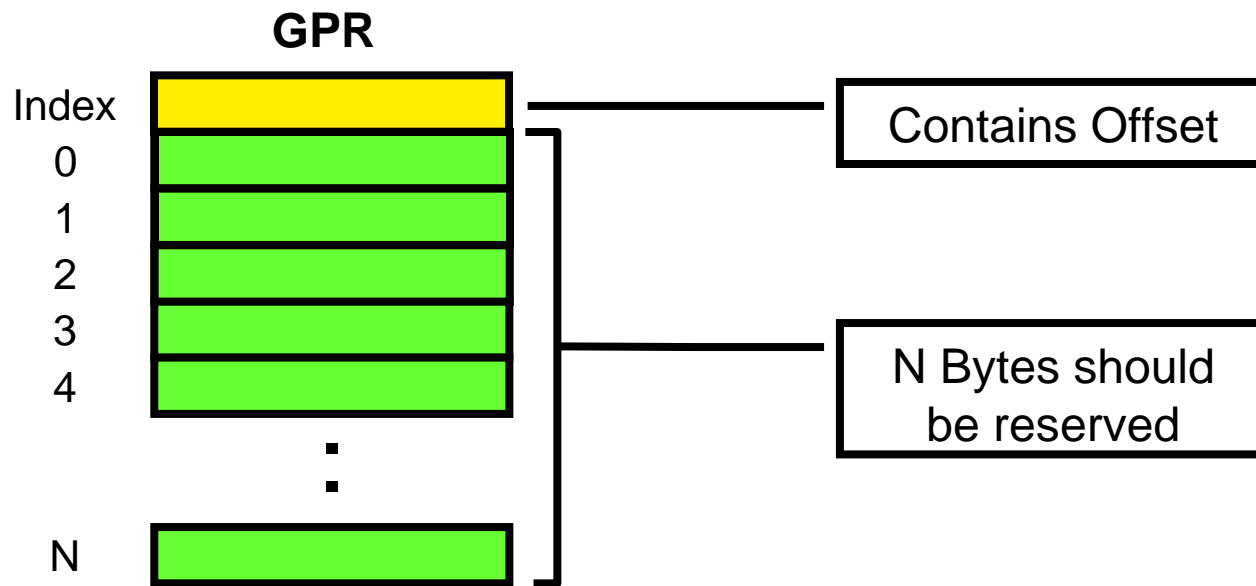 GPR
Index
Contains Offset
0
1
2
3
N Bytes should
be reserved
4
:
N